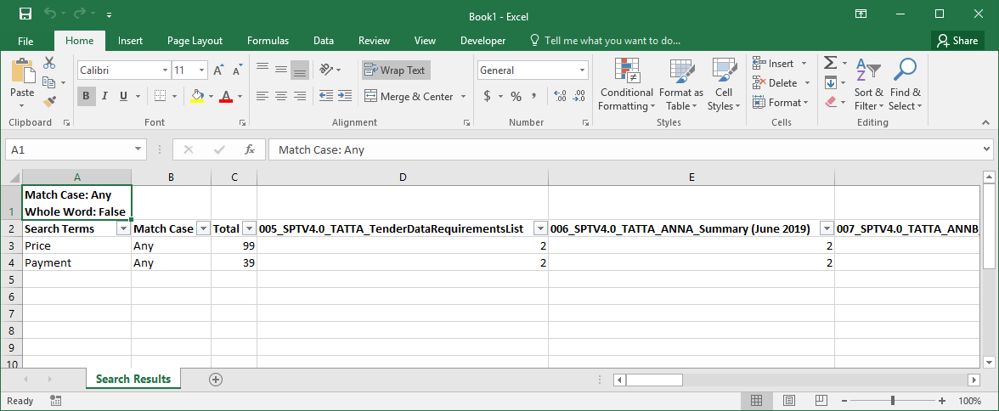 Book1 - Excel
File Home Insert Page Layout Formulas Data Review View Developer Tell me what you want to do... Share
Paste
Calibri 11
B I U A
Wrap Text
Merge & Center
General
$ % ,
Conditional Formatting
Format as Table
Cell Styles
Insert
Delete
Format
Sort & Filter
Find & Select
Clipboard Font Alignment Number Styles Cells Editing
A1 fx Match Case: Any
A B C D E
1 Match Case: Any
Whole Word: False
2 Search Terms Match Case Total 005_SPTV4.0_TATTA_TenderDataRequirementsList 006_SPTV4.0_TATTA_ANNA_Summary (June 2019) 007_SPTV4.0_TATTA_ANNB_
3 Price Any 99 2 2
4 Payment Any 39 2 2
5
6
7
8
9
10
Search Results
Ready 100%